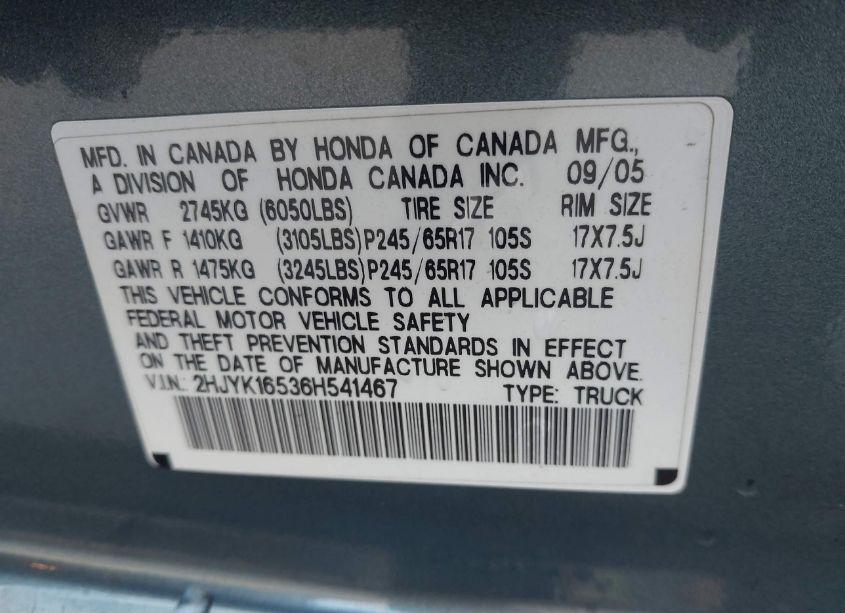 MFD. IN CANADA BY HONDA OF CANADA MFG.,
A DIVISION OF HONDA CANADA INC. 09/05
GVWR 2745KG (6050LBS) TIRE SIZE RIM SIZE
GAWR F 1410KG (3105LBS) P245/65R17 105S 17X7.5J
GAWR R 1475KG (3245LBS) P245/65R17 105S 17X7.5J
THIS VEHICLE CONFORMS TO ALL APPLICABLE
FEDERAL MOTOR VEHICLE SAFETY
AND THEFT PREVENTION STANDARDS IN EFFECT
ON THE DATE OF MANUFACTURE SHOWN ABOVE.
V.I.N.: 2HJYK16536H541467 TYPE: TRUCK